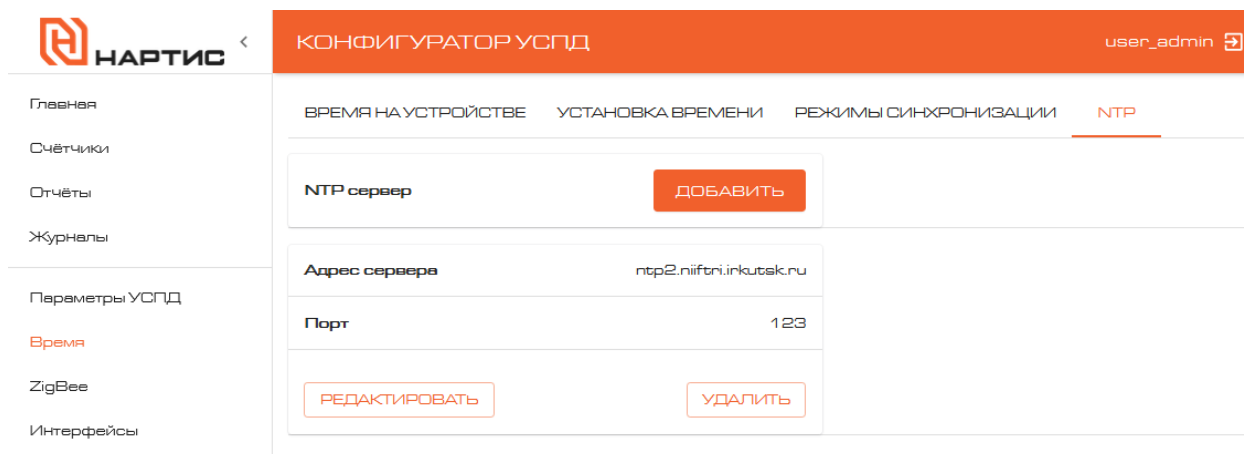 НАРТИС
КОНФИГУРАТОР УСПД
user_admin
Главная
Счётчики
Отчёты
Журналы
Параметры УСПД
Время
ZigBee
Интерфейсы
ВРЕМЯ НА УСТРОЙСТВЕ УСТАНОВКА ВРЕМЕНИ РЕЖИМЫ СИНХРОНИЗАЦИИ NTP
NTP сервер ДОБАВИТЬ
Адрес сервера ntp2.niiftri.irkutsk.ru
Порт 123
РЕДАКТИРОВАТЬ УДАЛИТЬ